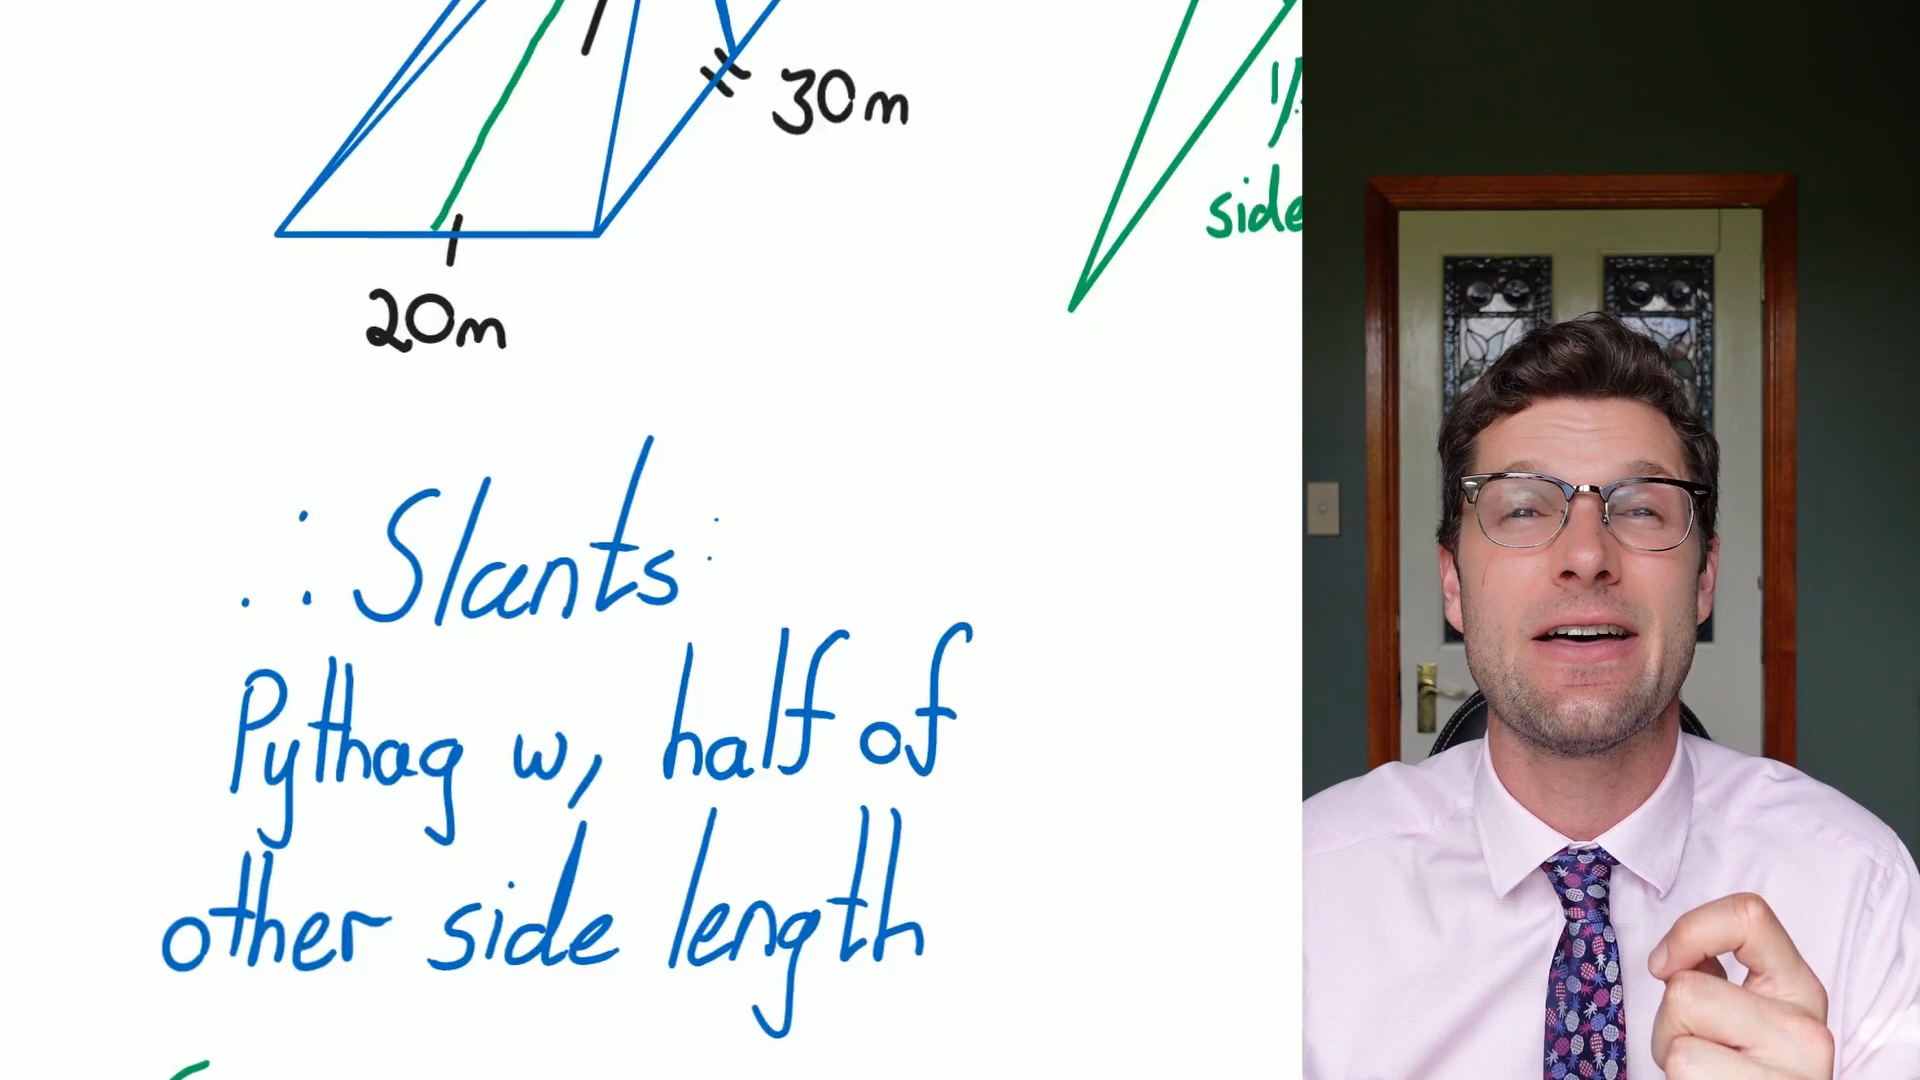 30m
side
20m
∴ Slants:
Pythag w, half of
other side length